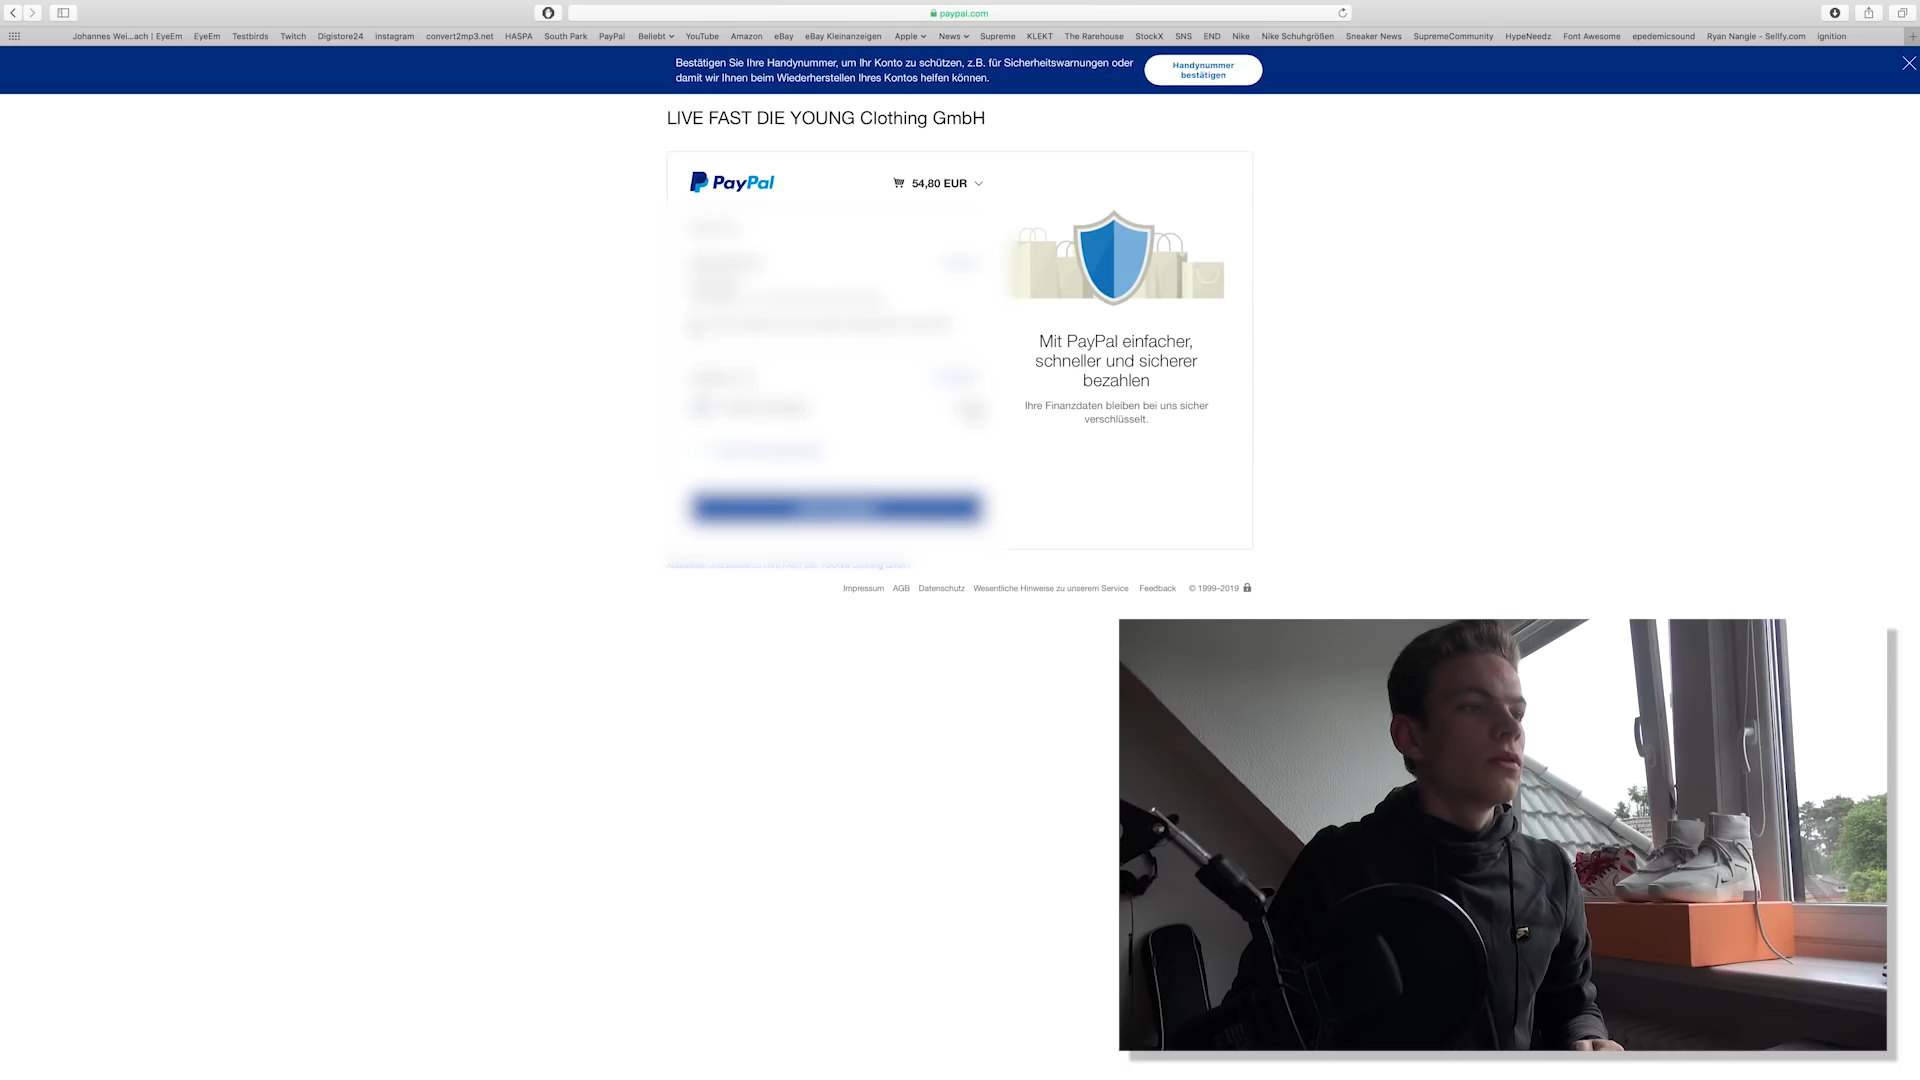 paypal.com
Johannes Wei...ach | EyeEm EyeEm Testbirds Twitch Digistore24 instagram convert2mp3.net HASPA South Park PayPal Beliebt YouTube Amazon eBay eBay Kleinanzeigen Apple News Supreme KLEKT The Rarehouse StockX SNS END Nike Nike Schuhgrößen Sneaker News SupremeCommunity HypeNeedz Font Awesome epedemicsound Ryan Nangle - Sellfy.com ignition
Bestätigen Sie Ihre Handynummer, um Ihr Konto zu schützen, z.B. für Sicherheitswarnungen oder
damit wir Ihnen beim Wiederherstellen Ihres Kontos helfen können.
Handynummer
bestätigen
LIVE FAST DIE YOUNG Clothing GmbH
PayPal
54,80 EUR
Mit PayPal einfacher,
schneller und sicherer
bezahlen
Ihre Finanzdaten bleiben bei uns sicher
verschlüsselt.
Impressum AGB Datenschutz Wesentliche Hinweise zu unserem Service Feedback © 1999–2019